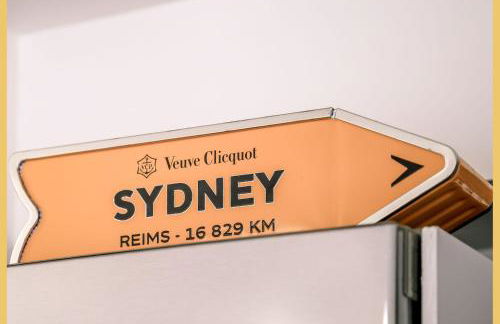 Veuve Clicquot
SYDNEY
REIMS - 16 829 KM